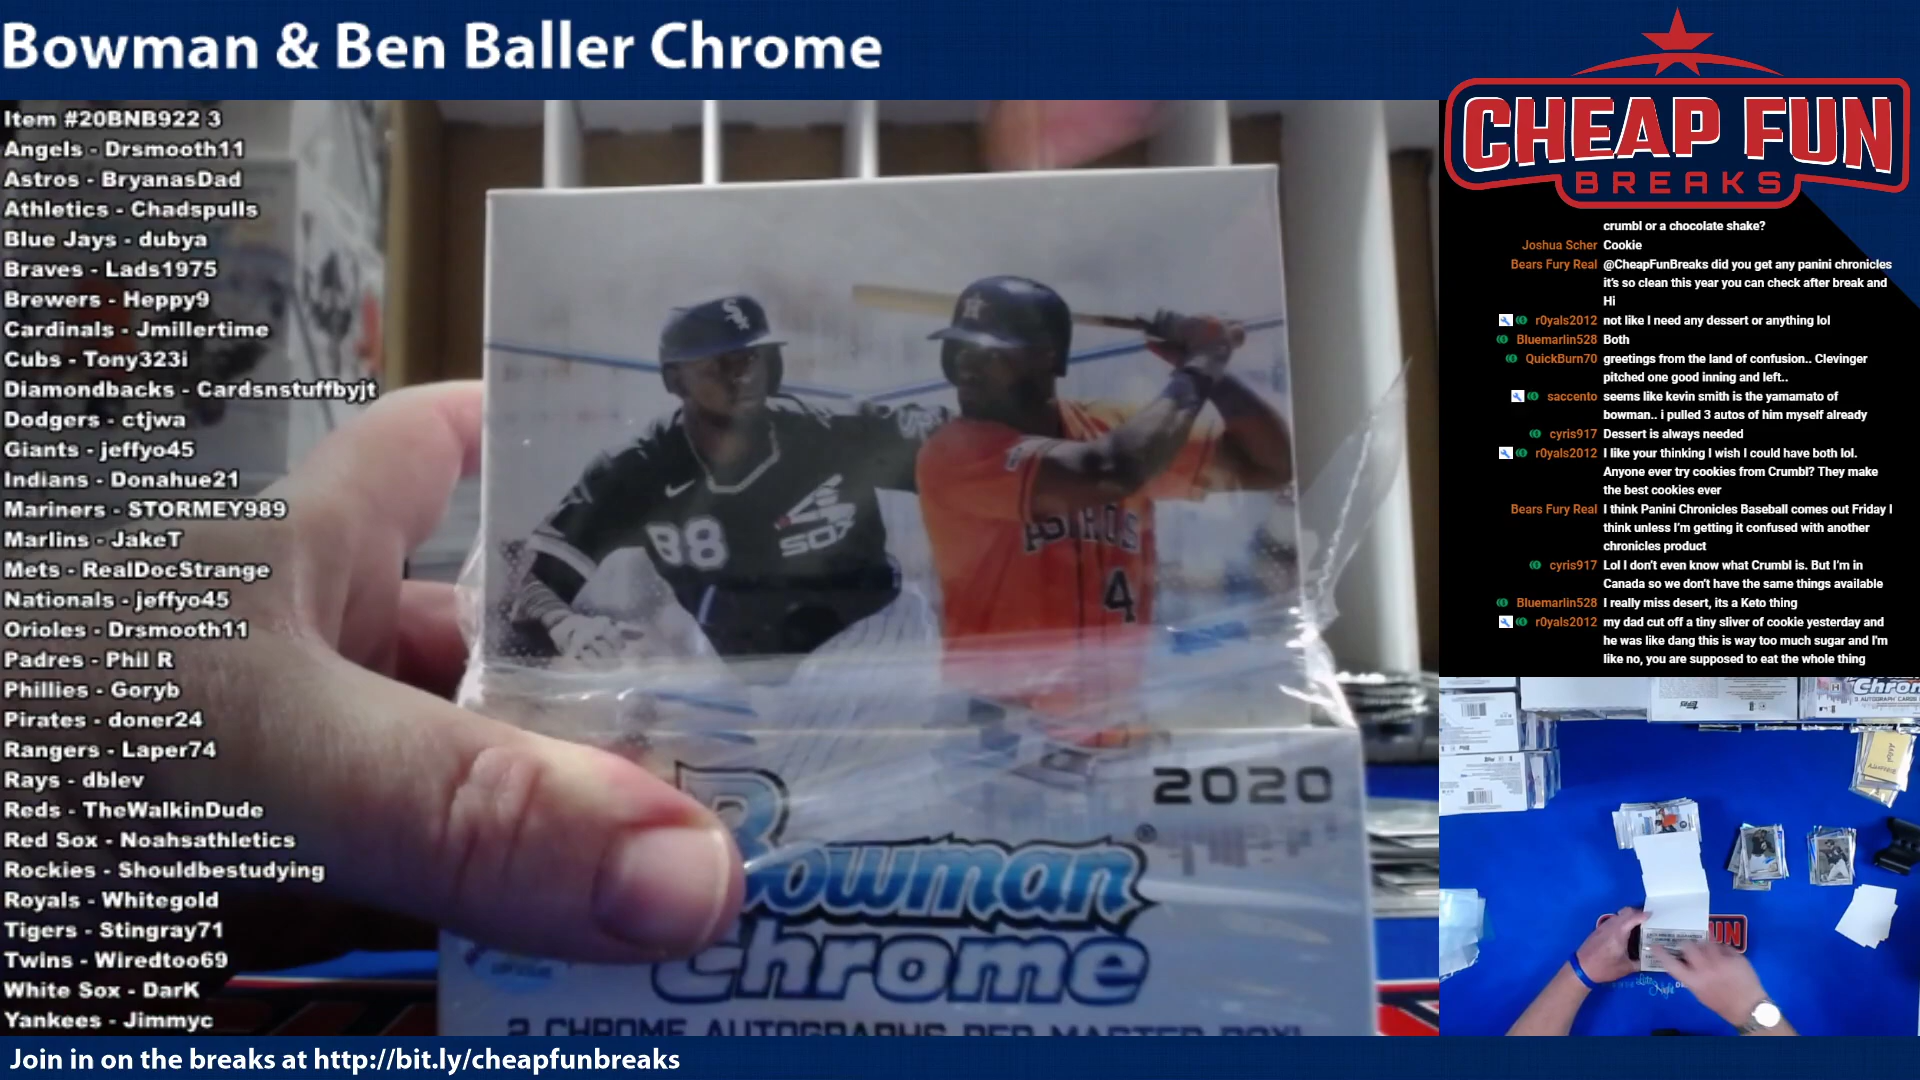 Bowman & Ben Baller Chrome
Item #20BNB922 3
Angels - Drsmooth11
Astros - BryanasDad
Athletics - Chadspulls
Blue Jays - dubya
Braves - Lads1975
Brewers - Heppy9
Cardinals - Jmillertime
Cubs - Tony323i
Diamondbacks - Cardsnstuffbyjt
Dodgers - ctjwa
Giants - jeffyo45
Indians - Donahue21
Mariners - STORMEY989
Marlins - JakeT
Mets - RealDocStrange
Nationals - jeffyo45
Orioles - Drsmooth11
Padres - Phil R
Phillies - Goryb
Pirates - doner24
Rangers - Laper74
Rays - dblev
Reds - TheWalkinDude
Red Sox - Noahsathletics
Rockies - Shouldbestudying
Royals - Whitegold
Tigers - Stingray71
Twins - Wiredtoo69
White Sox - DarK
Yankees - Jimmyc
88
SOX
4
2020
Bowman
Chrome
2 CHROME AUTOGRAPHS PER MASTER BOX!
CHEAP FUN
BREAKS
crumbl or a chocolate shake?
Joshua Scher Cookie
Bears Fury Real @CheapFunBreaks did you get any panini chronicles
it's so clean this year you can check after break and
Hi
r0yals2012 not like I need any dessert or anything lol
Bluemarlin528 Both
QuickBurn70 greetings from the land of confusion.. Clevinger
pitched one good inning and left..
saccento seems like kevin smith is the yamamato of
bowman.. i pulled 3 autos of him myself already
cyris917 Dessert is always needed
r0yals2012 I like your thinking I wish I could have both lol.
Anyone ever try cookies from Crumbl? They make
the best cookies ever
Bears Fury Real I think Panini Chronicles Baseball comes out Friday I
think unless I'm getting it confused with another
chronicles product
cyris917 Lol I don't even know what Crumbl is. But I'm in
Canada so we don't have the same things available
Bluemarlin528 I really miss desert, its a Keto thing
r0yals2012 my dad cut off a tiny sliver of cookie yesterday and
he was like dang this is way too much sugar and I'm
like no, you are supposed to eat the whole thing
Chrom
Join in on the breaks at http://bit.ly/cheapfunbreaks